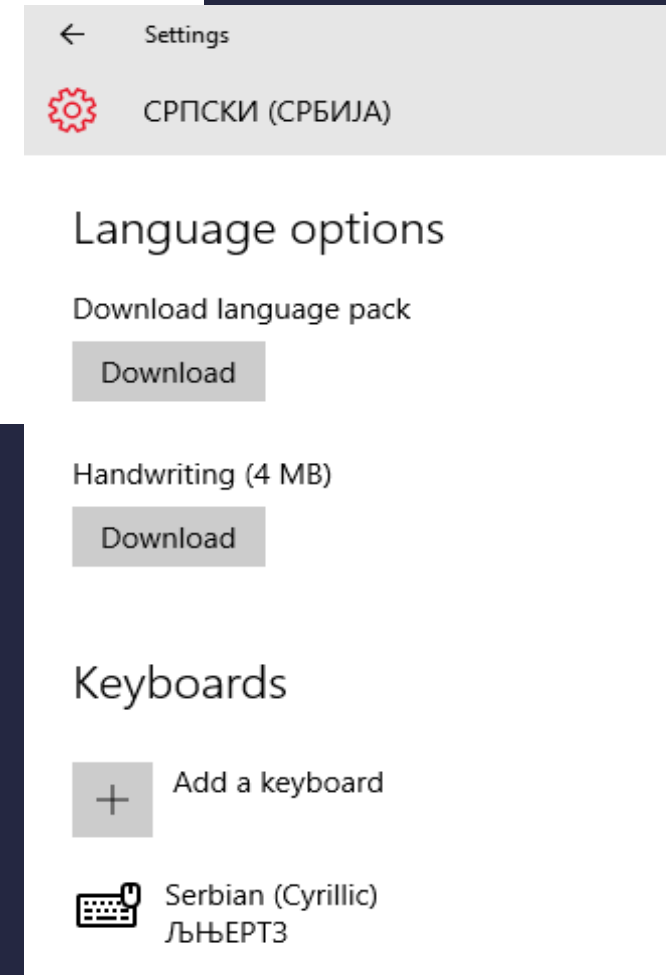 Settings
СРПСКИ (СРБИЈА)
Language options
Download language pack
Download
Handwriting (4 MB)
Download
Keyboards
Add a keyboard
Serbian (Cyrillic)
ЉЊЕРТЗ